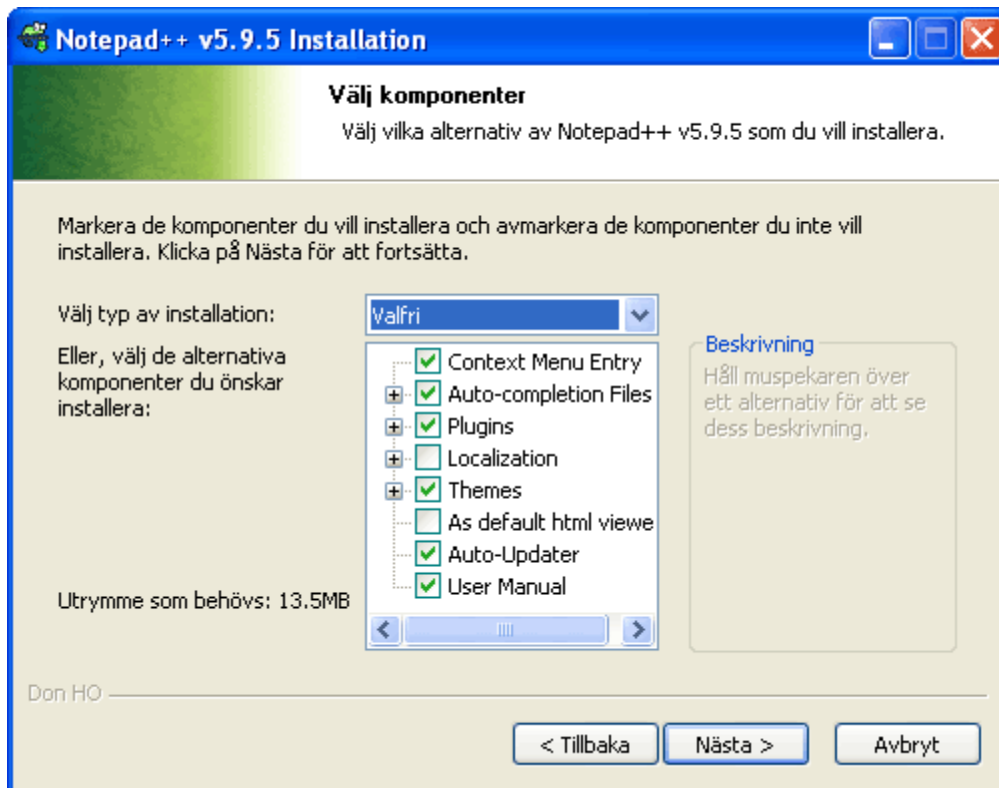 Notepad++ v5.9.5 Installation
Välj komponenter
Välj vilka alternativ av Notepad++ v5.9.5 som du vill installera.
Markera de komponenter du vill installera och avmarkera de komponenter du inte vill
installera. Klicka på Nästa för att fortsätta.
Välj typ av installation:
Valfri
Eller, välj de alternativa
komponenter du önskar
installera:
Context Menu Entry
Auto-completion Files
Plugins
Localization
Themes
As default html viewe
Auto-Updater
User Manual
Beskrivning
Håll muspekaren över
ett alternativ för att se
dess beskrivning.
Utrymme som behövs: 13.5MB
Don HO
< Tillbaka
Nästa >
Avbryt